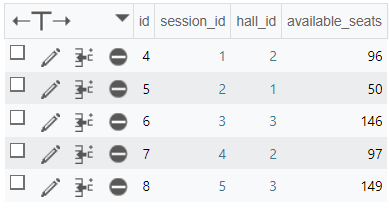 ←T→ id session_id hall_id available_seats
4 1 2 96
5 2 1 50
6 3 3 146
7 4 2 97
8 5 3 149